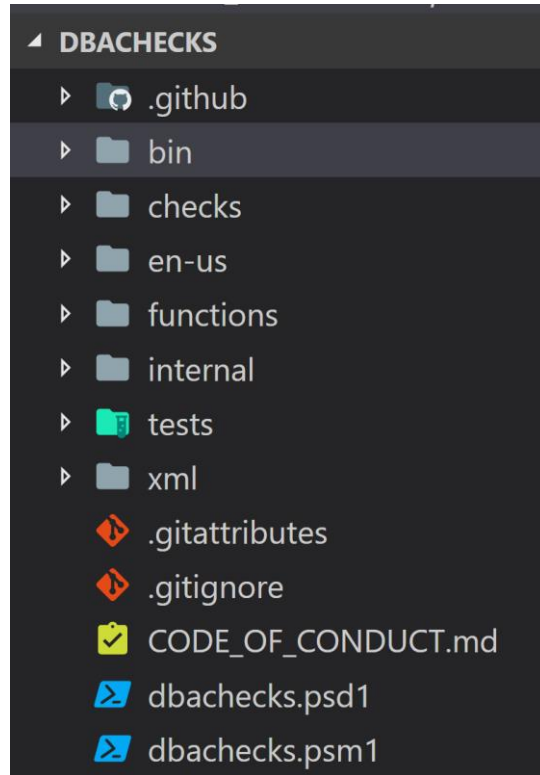 DBACHECKS
.github
bin
checks
en-us
functions
internal
tests
xml
.gitattributes
.gitignore
CODE_OF_CONDUCT.md
dbachecks.psd1
dbachecks.psm1